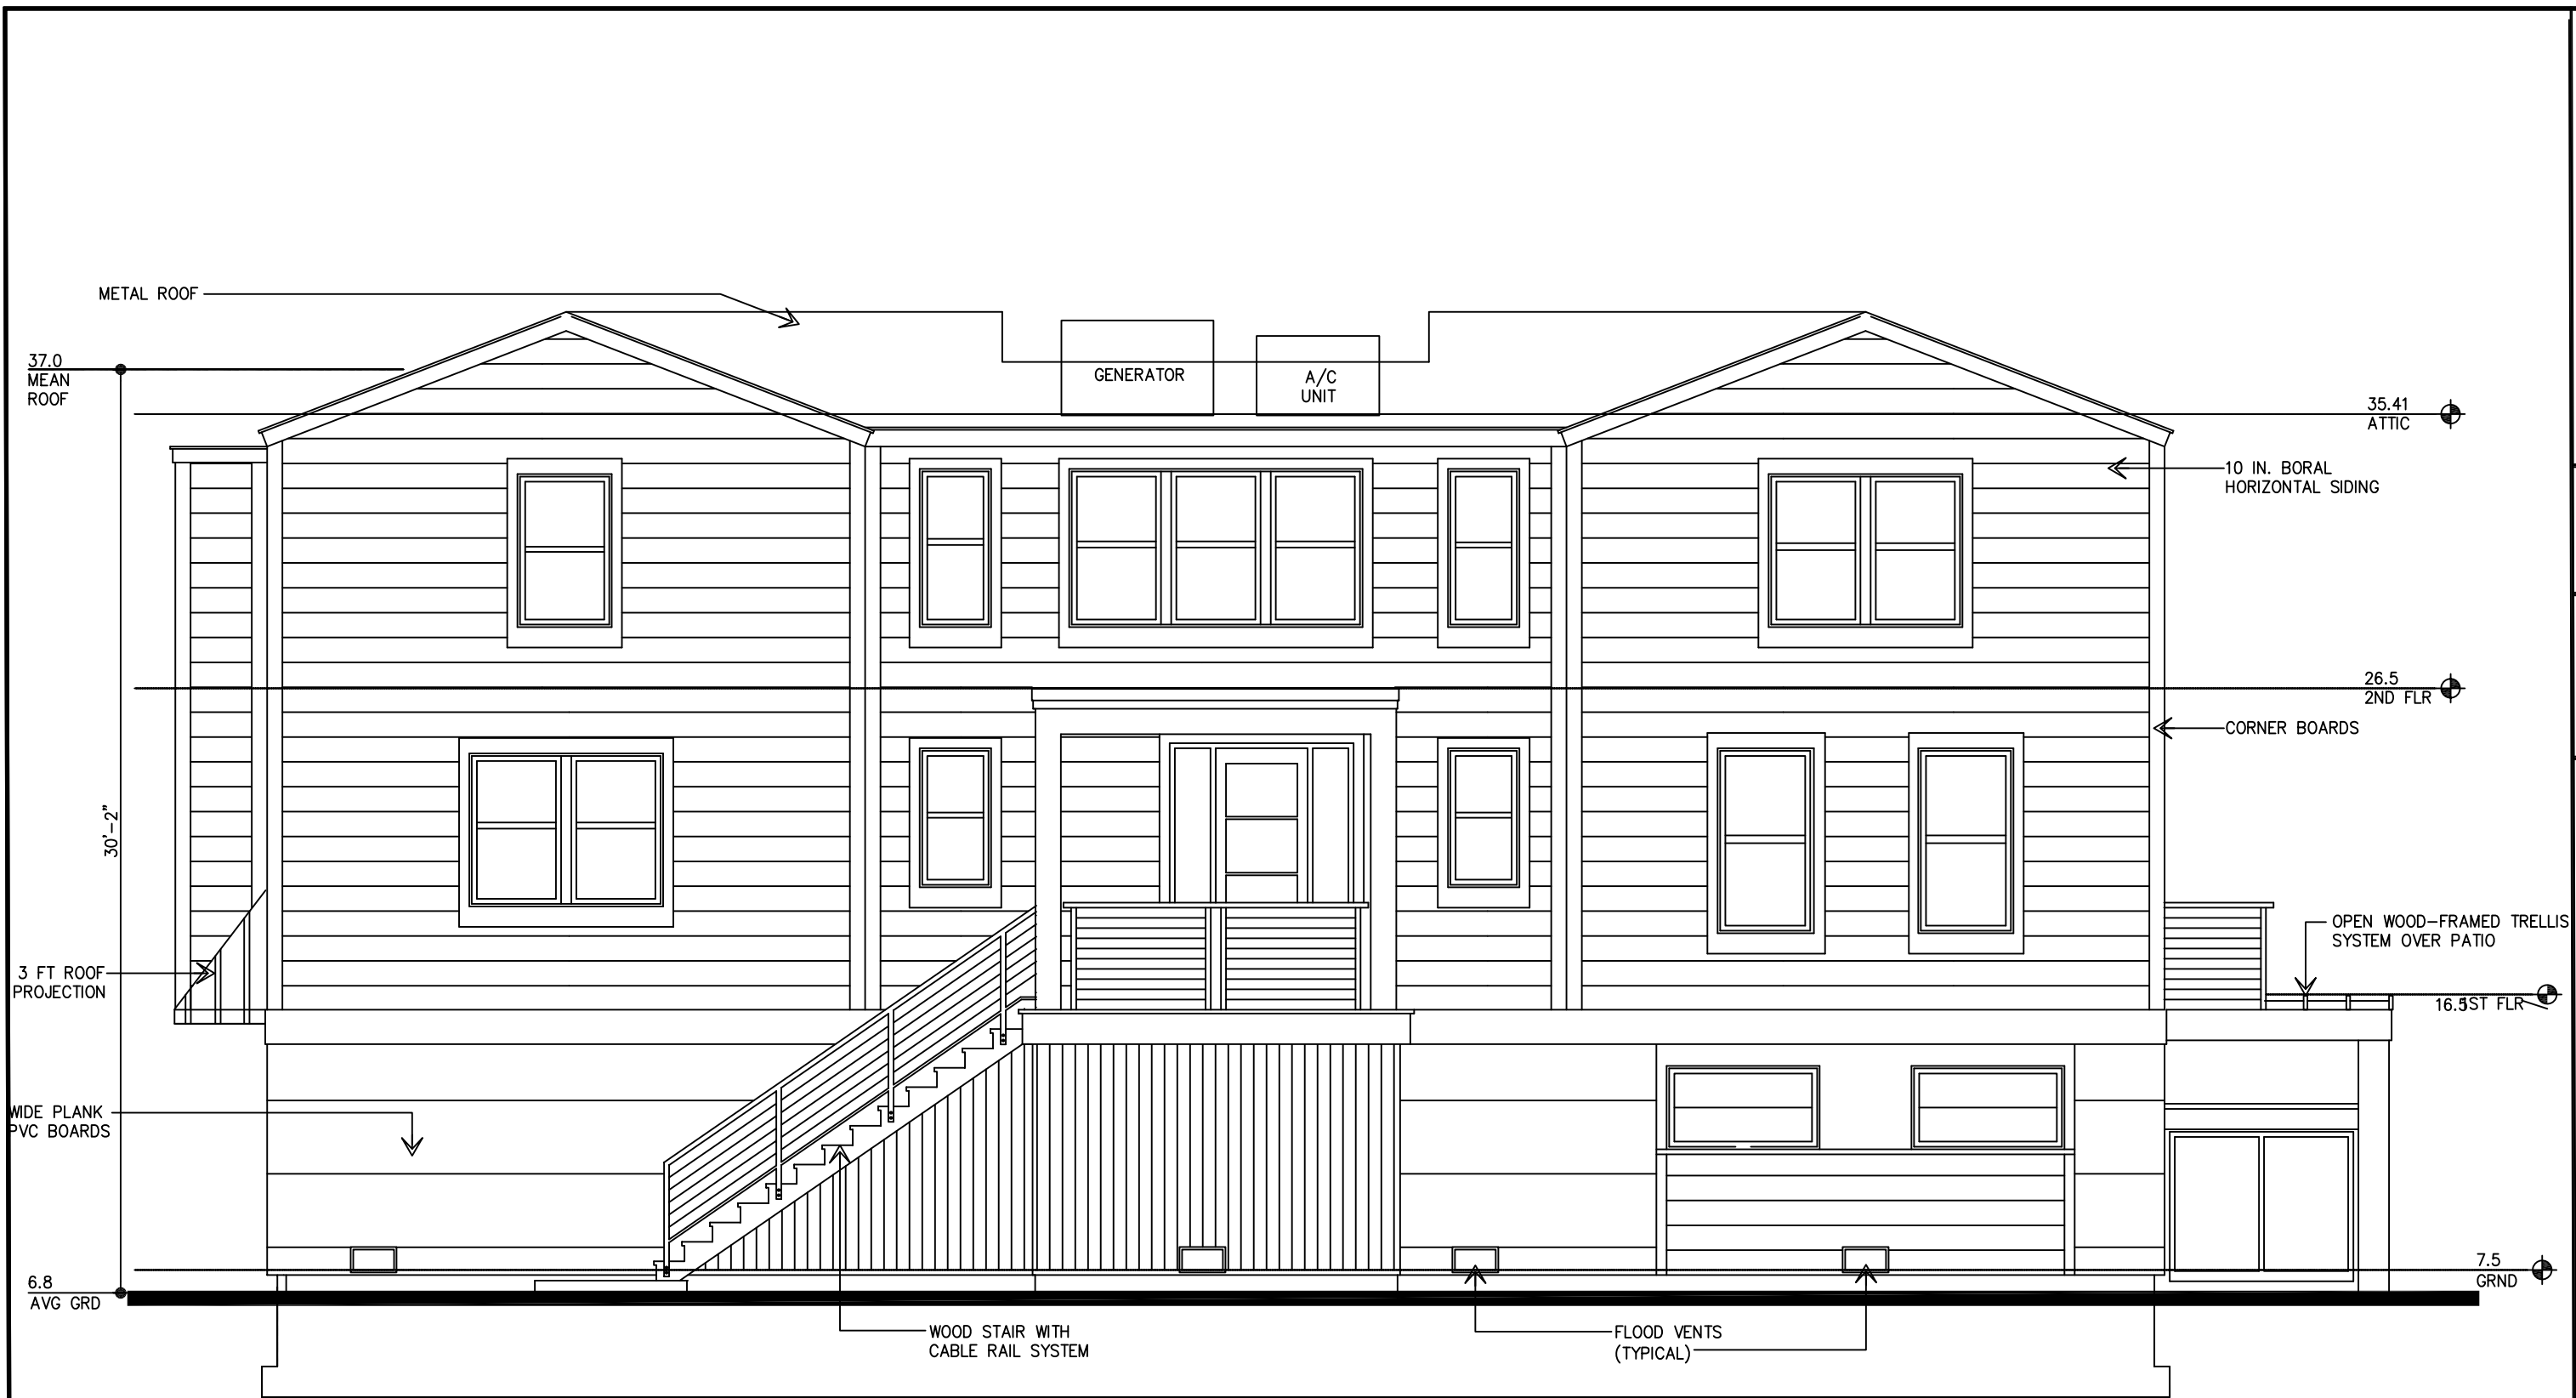 METAL ROOF
37.0
MEAN
ROOF
GENERATOR
A/C
UNIT
35.41
ATTIC
10 IN. BORAL
HORIZONTAL SIDING
26.5
2ND FLR
CORNER BOARDS
30'-2"
3 FT ROOF
PROJECTION
OPEN WOOD-FRAMED TRELLIS
SYSTEM OVER PATIO
16.5 1ST FLR
WIDE PLANK
PVC BOARDS
7.5
GRND
6.8
AVG GRD
WOOD STAIR WITH
CABLE RAIL SYSTEM
FLOOD VENTS
(TYPICAL)